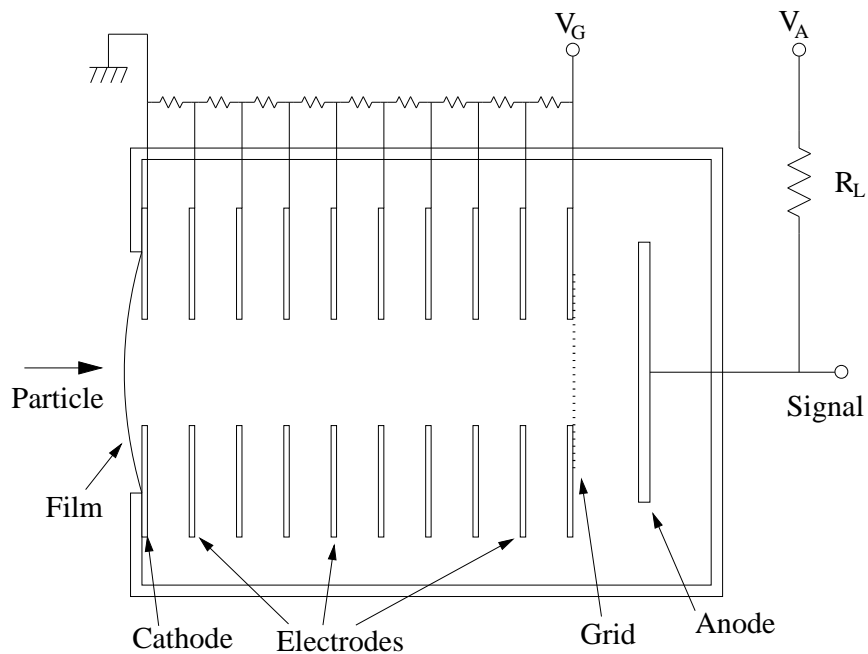 V_G
V_A
R_L
Particle
Signal
Film
Cathode
Electrodes
Grid
Anode